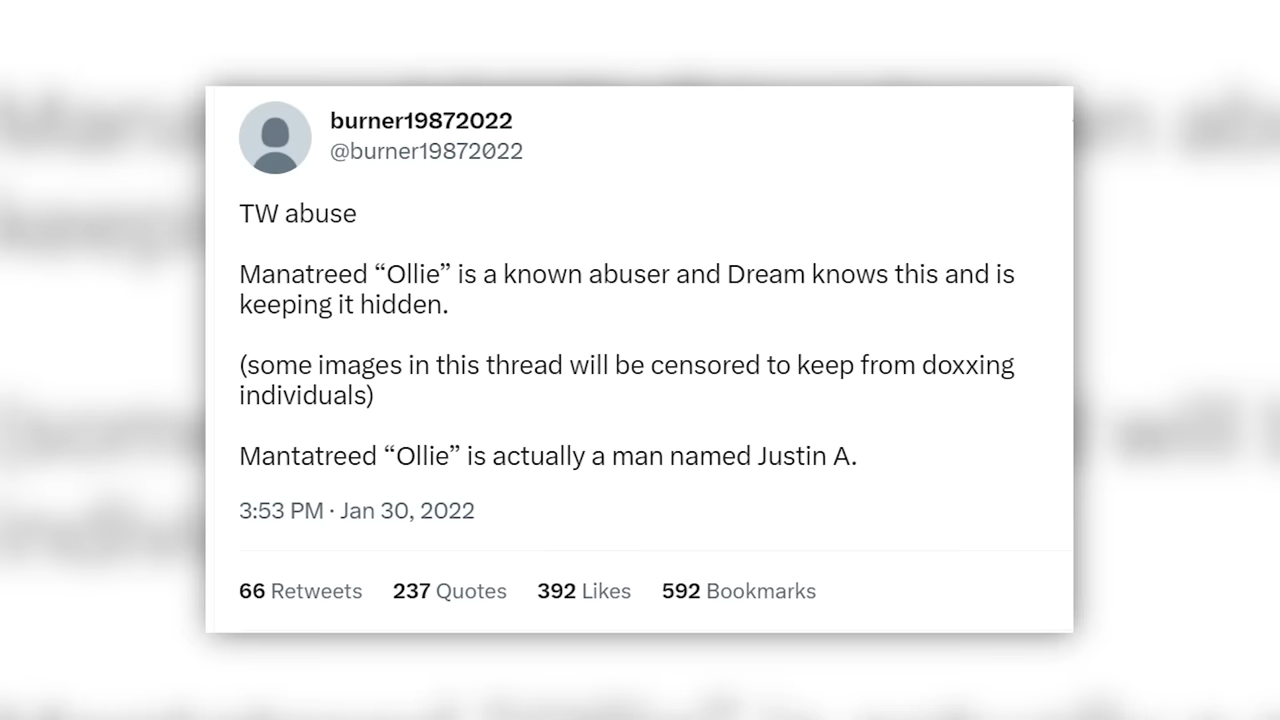 burner19872022
@burner19872022
TW abuse
Manatreed “Ollie” is a known abuser and Dream knows this and is
keeping it hidden.
(some images in this thread will be censored to keep from doxxing
individuals)
Mantatreed “Ollie” is actually a man named Justin A.
3:53 PM · Jan 30, 2022
66 Retweets 237 Quotes 392 Likes 592 Bookmarks